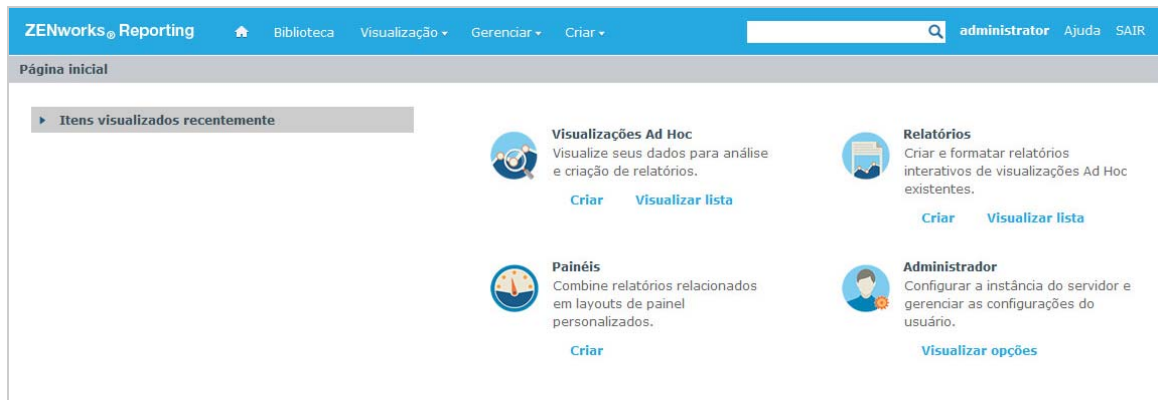 ZENworks® Reporting Biblioteca Visualização Gerenciar Criar administrator Ajuda SAIR
Página inicial
Itens visualizados recentemente
Visualizações Ad Hoc
Visualize seus dados para análise
e criação de relatórios.
Criar Visualizar lista
Relatórios
Criar e formatar relatórios
interativos de visualizações Ad Hoc
existentes.
Criar Visualizar lista
Painéis
Combine relatórios relacionados
em layouts de painel
personalizados.
Criar
Administrador
Configurar a instância do servidor e
gerenciar as configurações do
usuário.
Visualizar opções